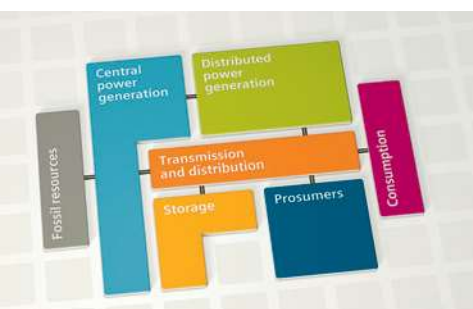 Central
power
generation
Distributed
power
generation
Fossil resources
Transmission
and distribution
Consumption
Storage
Prosumers